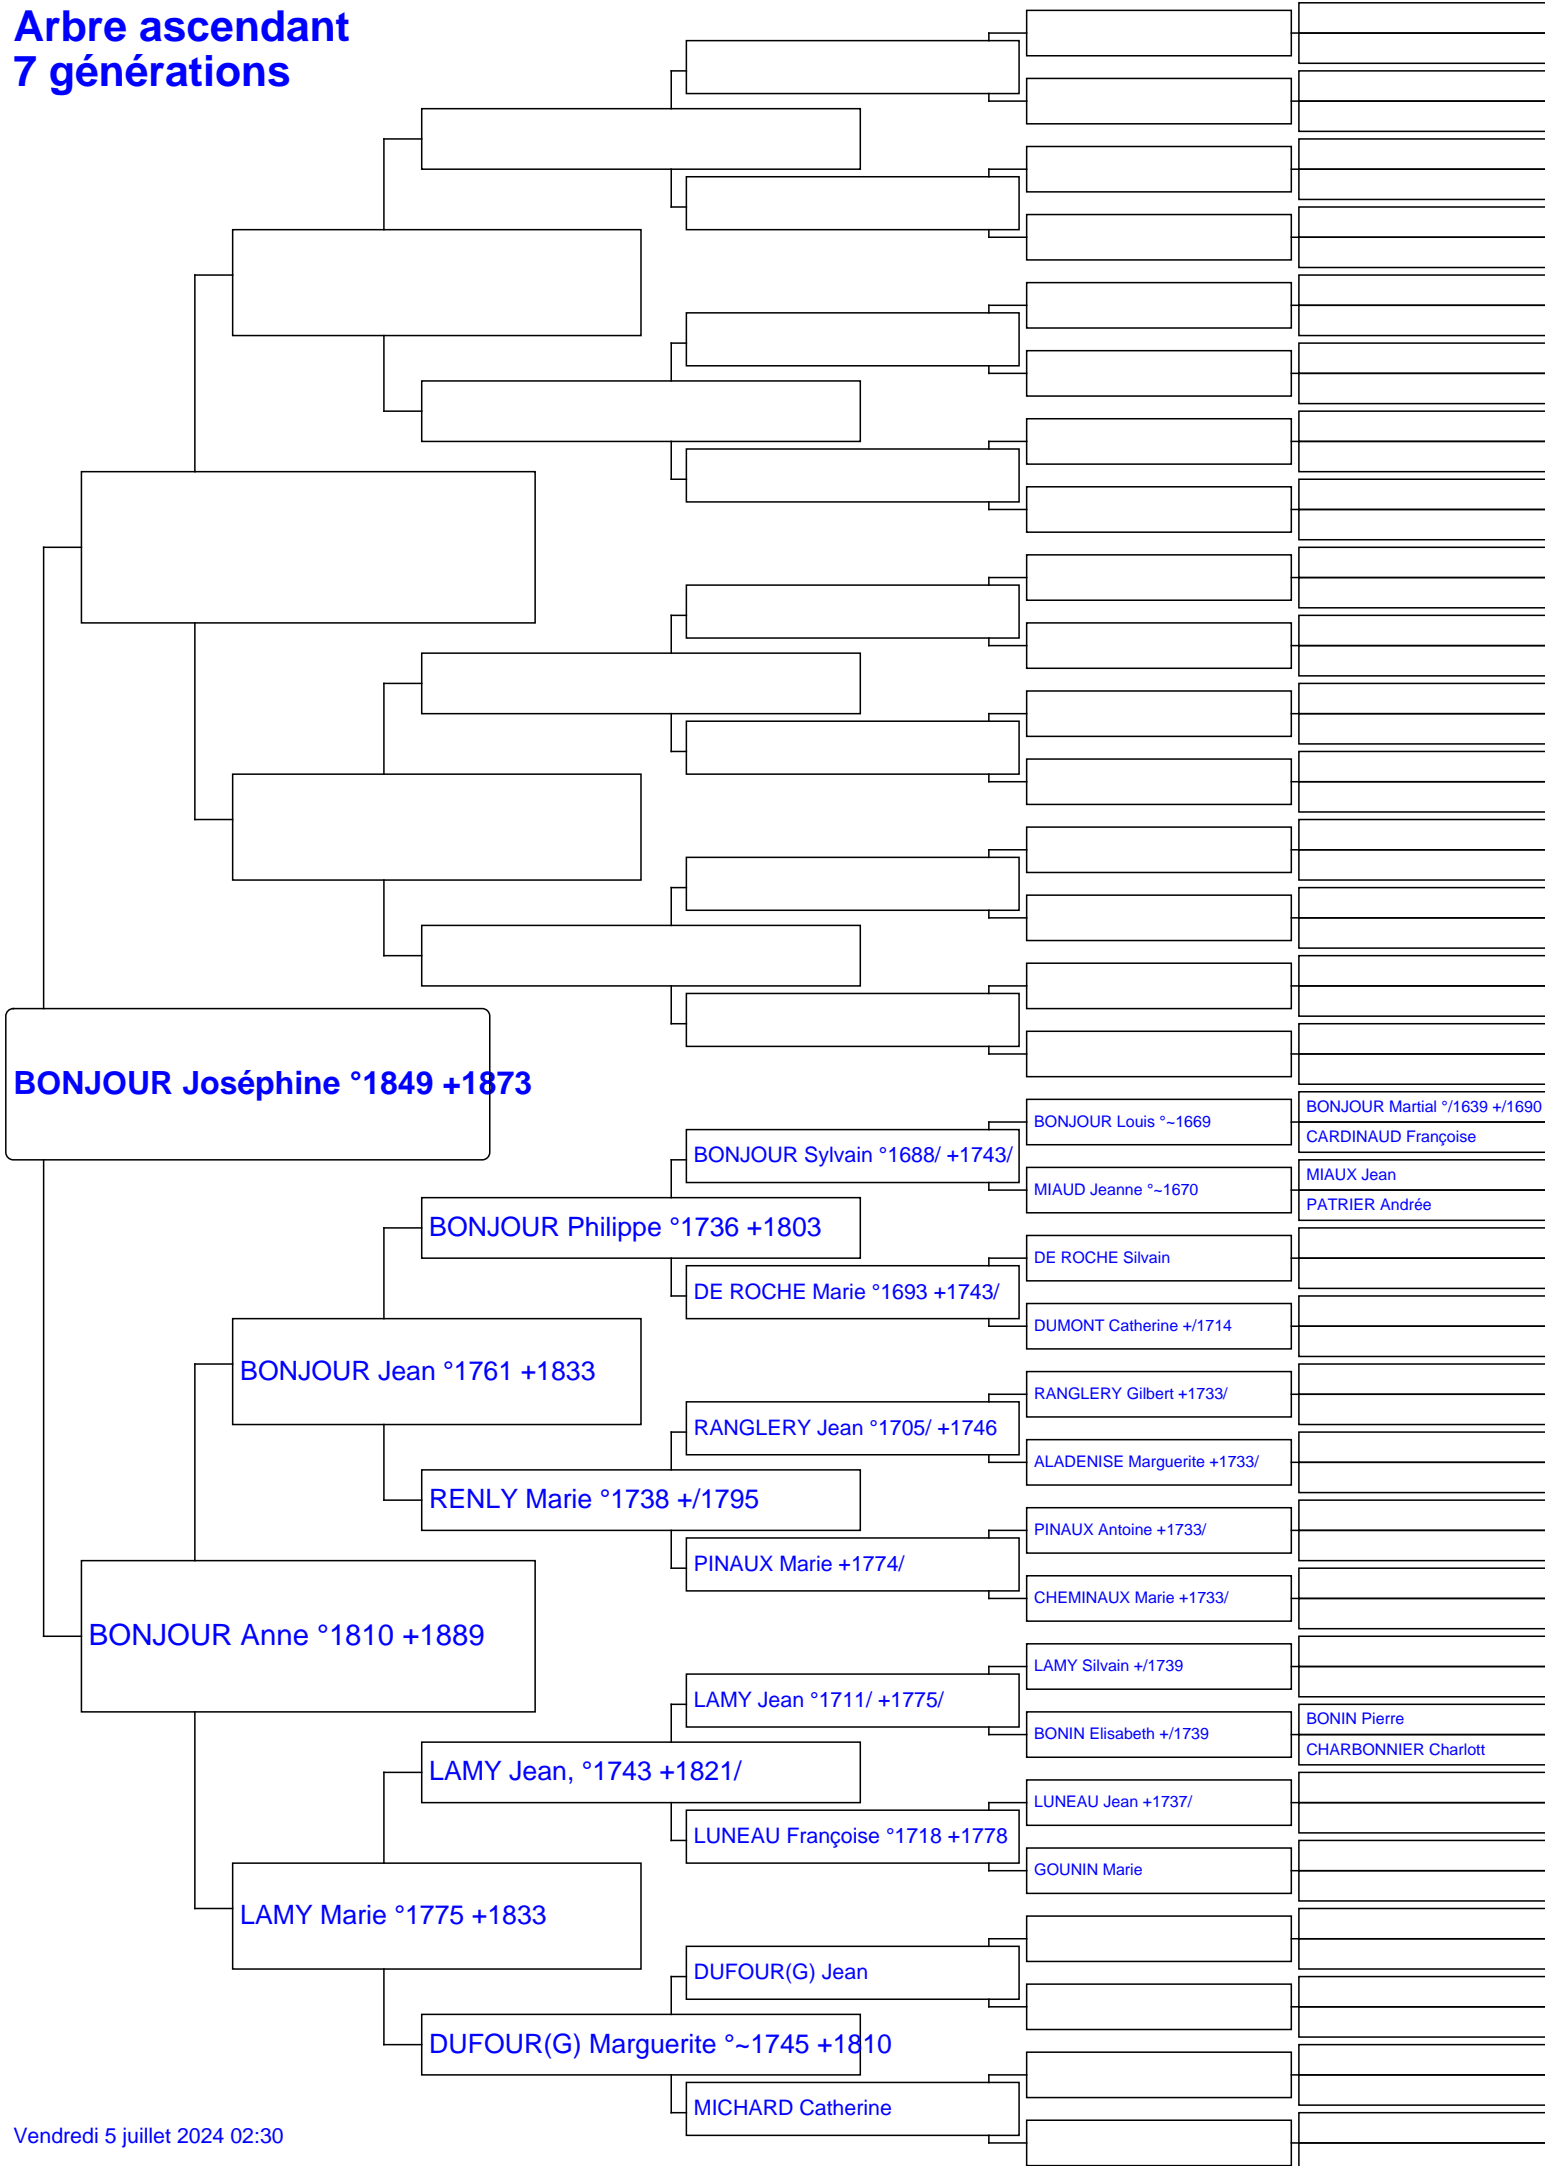 Arbre ascendant
7 générations
BONJOUR Joséphine °1849 +1873
BONJOUR Martial °/1639 +/1690
BONJOUR Louis °~1669
CARDINAUD Françoise
BONJOUR Sylvain °1688/ +1743/
MIAUX Jean
MIAUD Jeanne °~1670
PATRIER Andrée
BONJOUR Philippe °1736 +1803
DE ROCHE Silvain
DE ROCHE Marie °1693 +1743/
DUMONT Catherine +/1714
BONJOUR Jean °1761 +1833
RANGLERY Gilbert +1733/
RANGLERY Jean °1705/ +1746
ALADENISE Marguerite +1733/
RENLY Marie °1738 +/1795
PINAUX Antoine +1733/
PINAUX Marie +1774/
CHEMINAUX Marie +1733/
BONJOUR Anne °1810 +1889
LAMY Silvain +/1739
LAMY Jean °1711/ +1775/
BONIN Pierre
BONIN Elisabeth +/1739
CHARBONNIER Charlott
LAMY Jean, °1743 +1821/
LUNEAU Jean +1737/
LUNEAU Françoise °1718 +1778
GOUNIN Marie
LAMY Marie °1775 +1833
DUFOUR(G) Jean
DUFOUR(G) Marguerite °~1745 +1810
MICHARD Catherine
Vendredi 5 juillet 2024 02:30